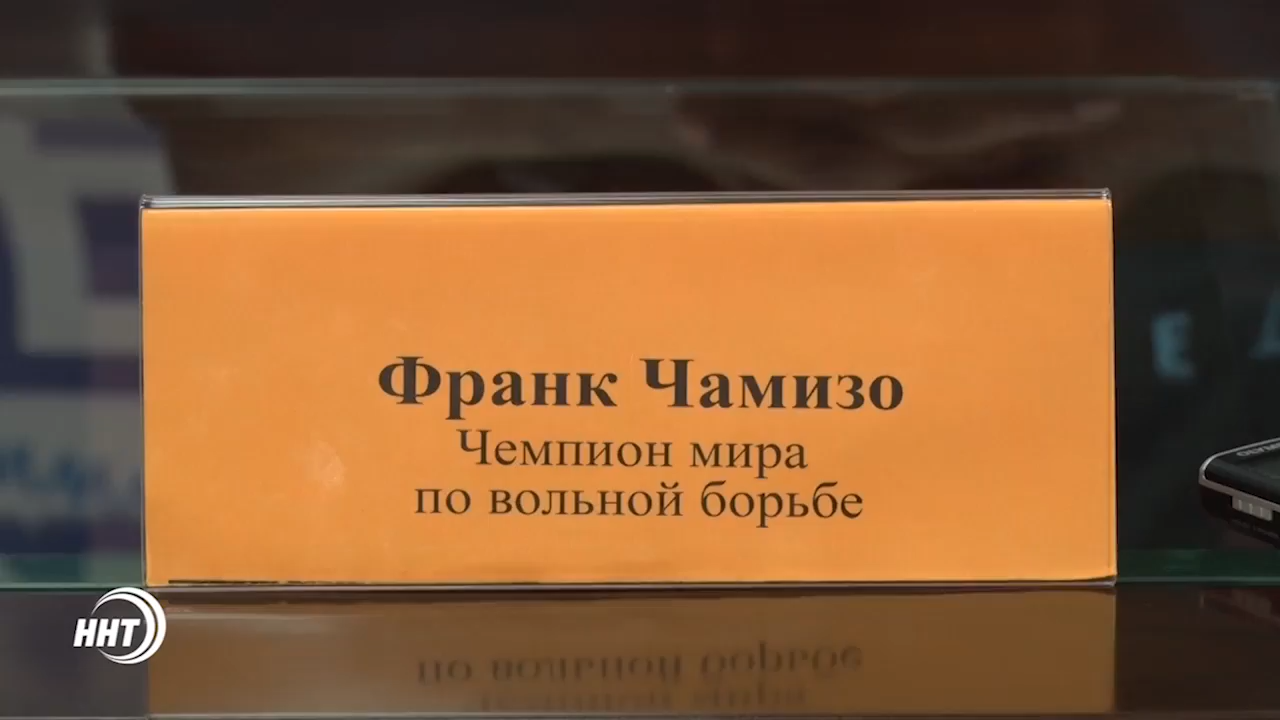 Франк Чамизо
Чемпион мира
по вольной борьбе
ННТ